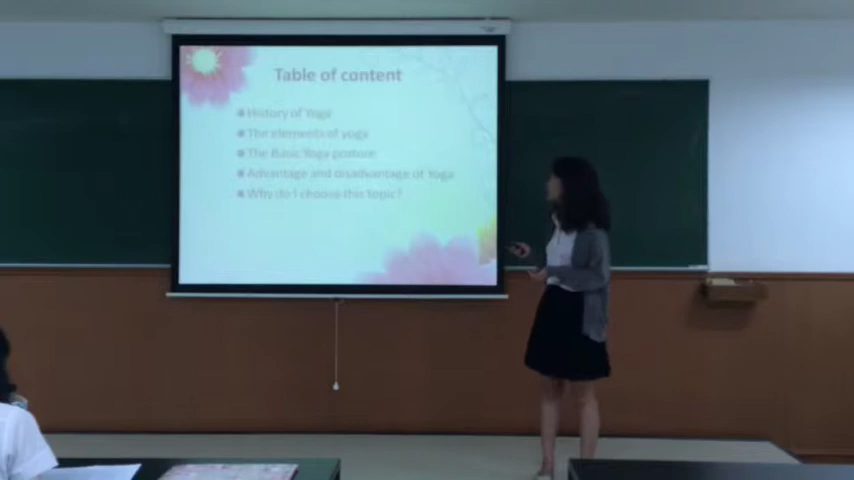 Table of content
History of Yoga
The elements of yoga
The Basic Yoga posture
Advantage and disadvantage of Yoga
Why do I choose this topic?